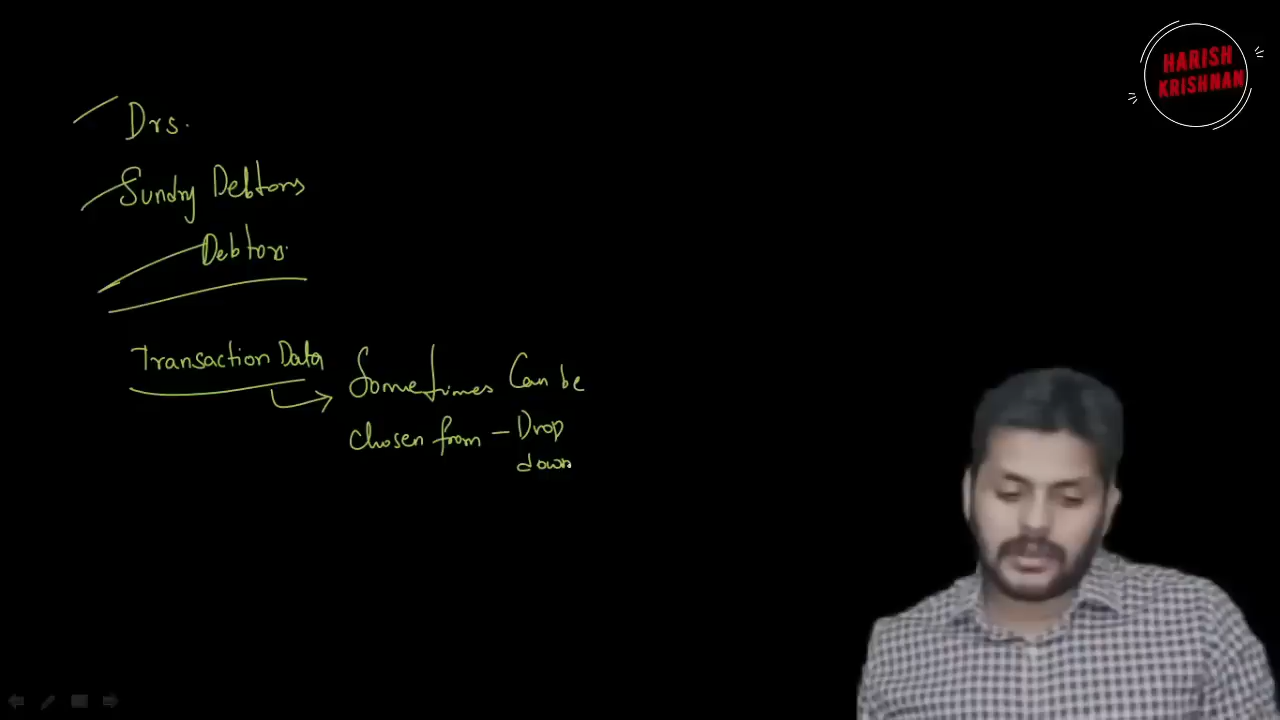 HARISH
KRISHNAN
Drs.
Sundry Debtors
Debtors.
Transaction Data
Sometimes Can be
chosen from - Drop
down